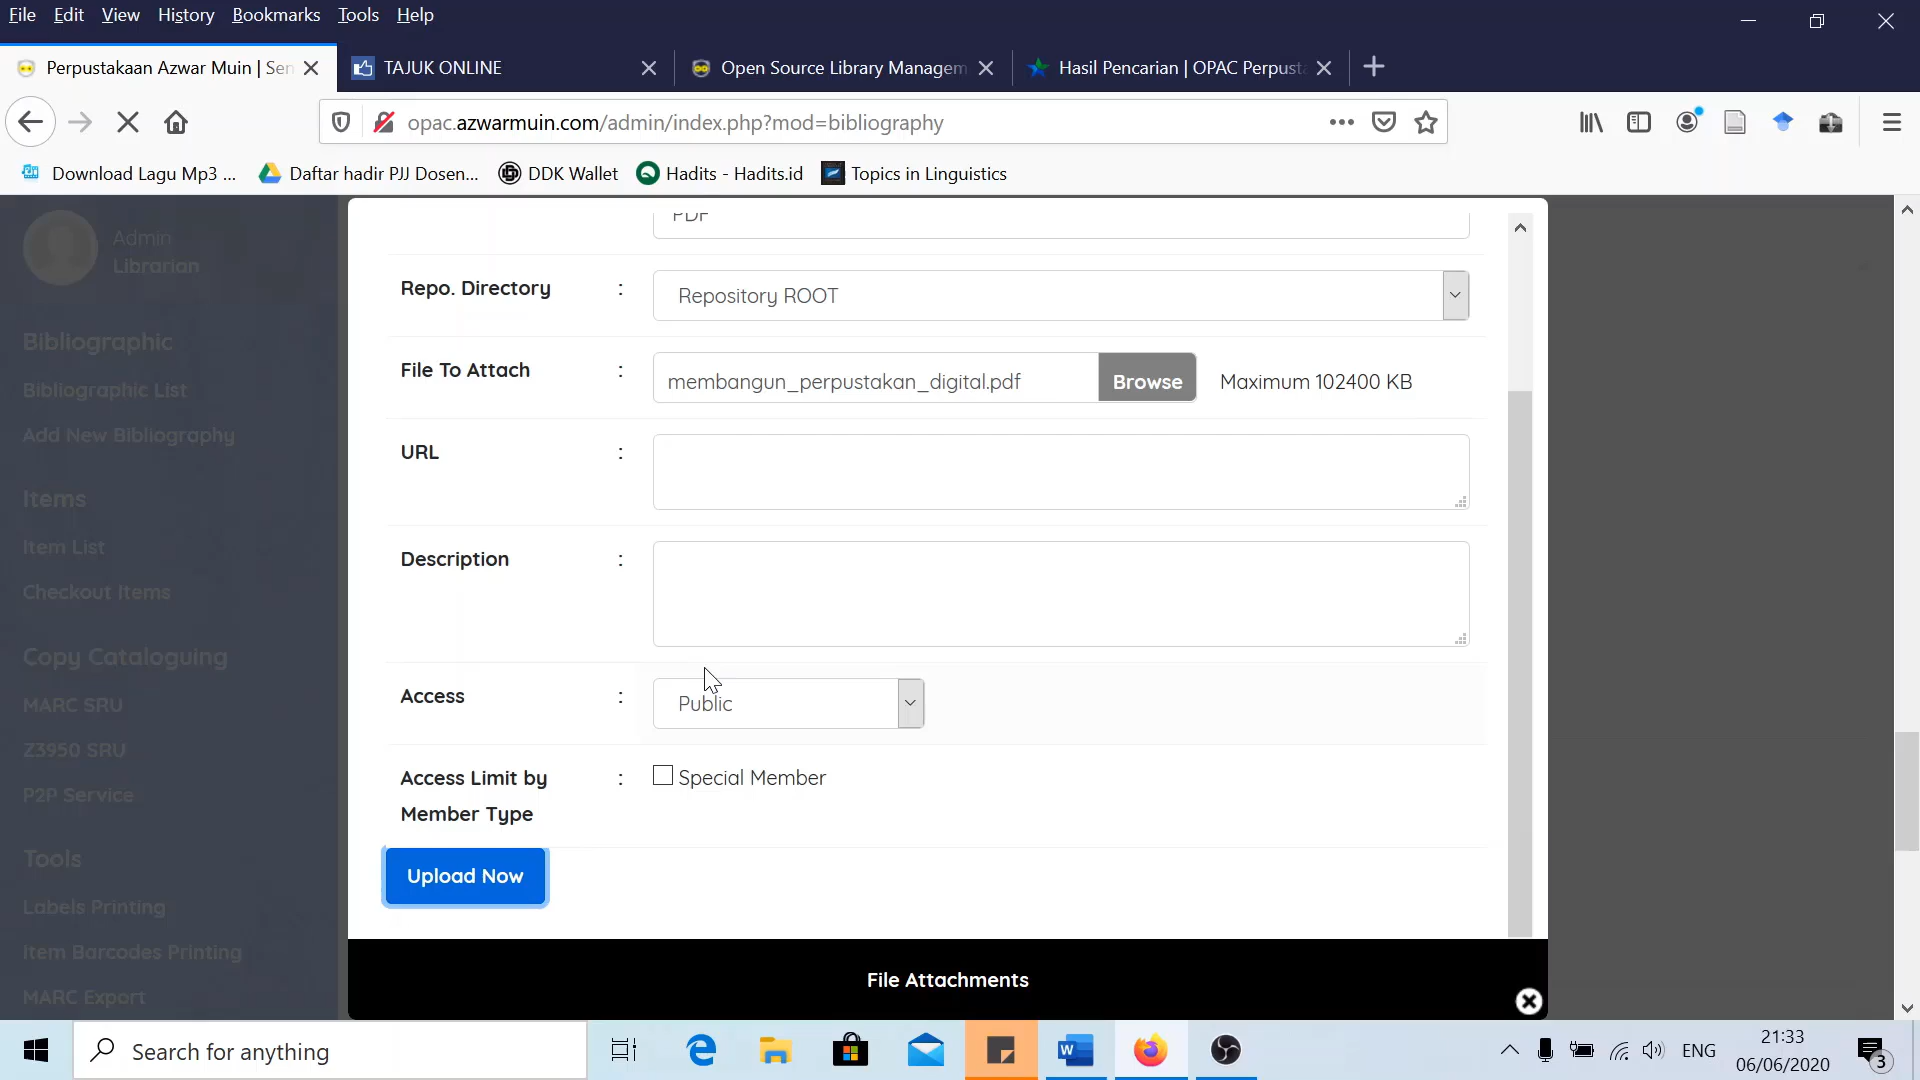 File Edit View History Bookmarks Tools Help
Perpustakaan Azwar Muin | Sen
TAJUK ONLINE
Open Source Library Managem
Hasil Pencarian | OPAC Perpust
opac.azwarmuin.com/admin/index.php?mod=bibliography
Download Lagu Mp3 ...
Daftar hadir PJJ Dosen...
DDK Wallet
Hadits - Hadits.id
Topics in Linguistics
Admin
Librarian
Bibliographic
Bibliographic List
Add New Bibliography
Items
Item List
Checkout Items
Copy Cataloguing
MARC SRU
Z3950 SRU
P2P Service
Tools
Labels Printing
Item Barcodes Printing
MARC Export
PDF
Repo. Directory : Repository ROOT
File To Attach : membangun_perpustakan_digital.pdf Browse Maximum 102400 KB
URL :
Description :
Access : Public
Access Limit by : Special Member
Member Type
Upload Now
File Attachments
Search for anything
ENG
21:33
06/06/2020
3